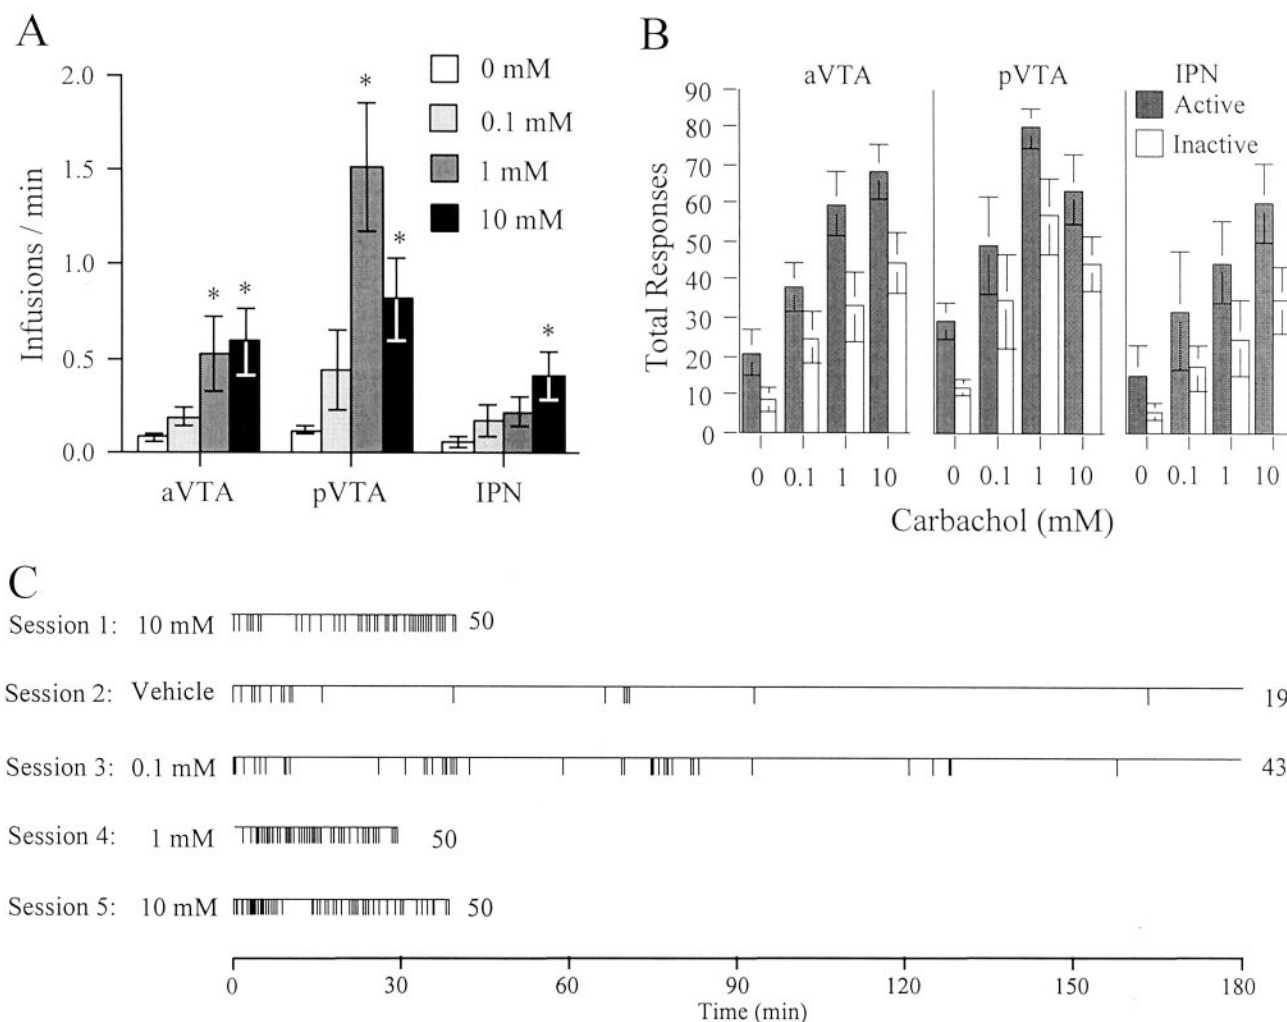 A
2.0
1.5
1.0
0.5
0.0
Infusions / min
0 mM
0.1 mM
1 mM
10 mM
*
*
*
*
*
aVTA
pVTA
IPN
B
aVTA
pVTA
IPN
Active
Inactive
90
80
70
60
50
40
30
20
10
0
Total Responses
0
0.1
1
10
0
0.1
1
10
0
0.1
1
10
Carbachol (mM)
C
Session 1: 10 mM 50
Session 2: Vehicle 19
Session 3: 0.1 mM 43
Session 4: 1 mM 50
Session 5: 10 mM 50
0 30 60 90 120 150 180
Time (min)